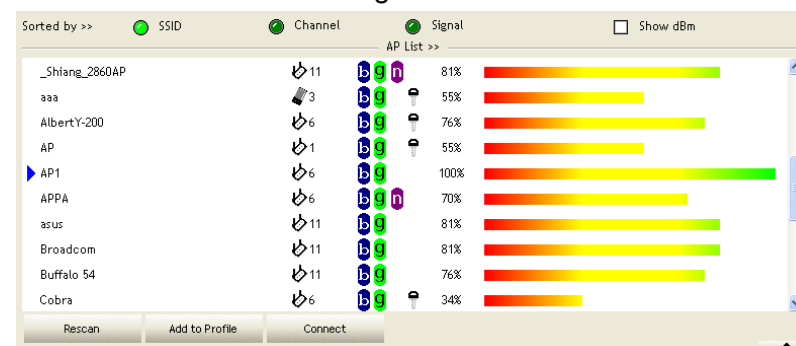 Sorted by >> SSID Channel Signal Show dBm
AP List >>
_Shiang_2860AP 11 b g n 81%
aaa 3 b g 55%
AlbertY-200 6 b g 76%
AP 1 b g 55%
AP1 6 b g 100%
APPA 6 b g n 70%
asus 11 b g 81%
Broadcom 11 b g 81%
Buffalo 54 11 b g 76%
Cobra 6 b g 34%
Rescan Add to Profile Connect